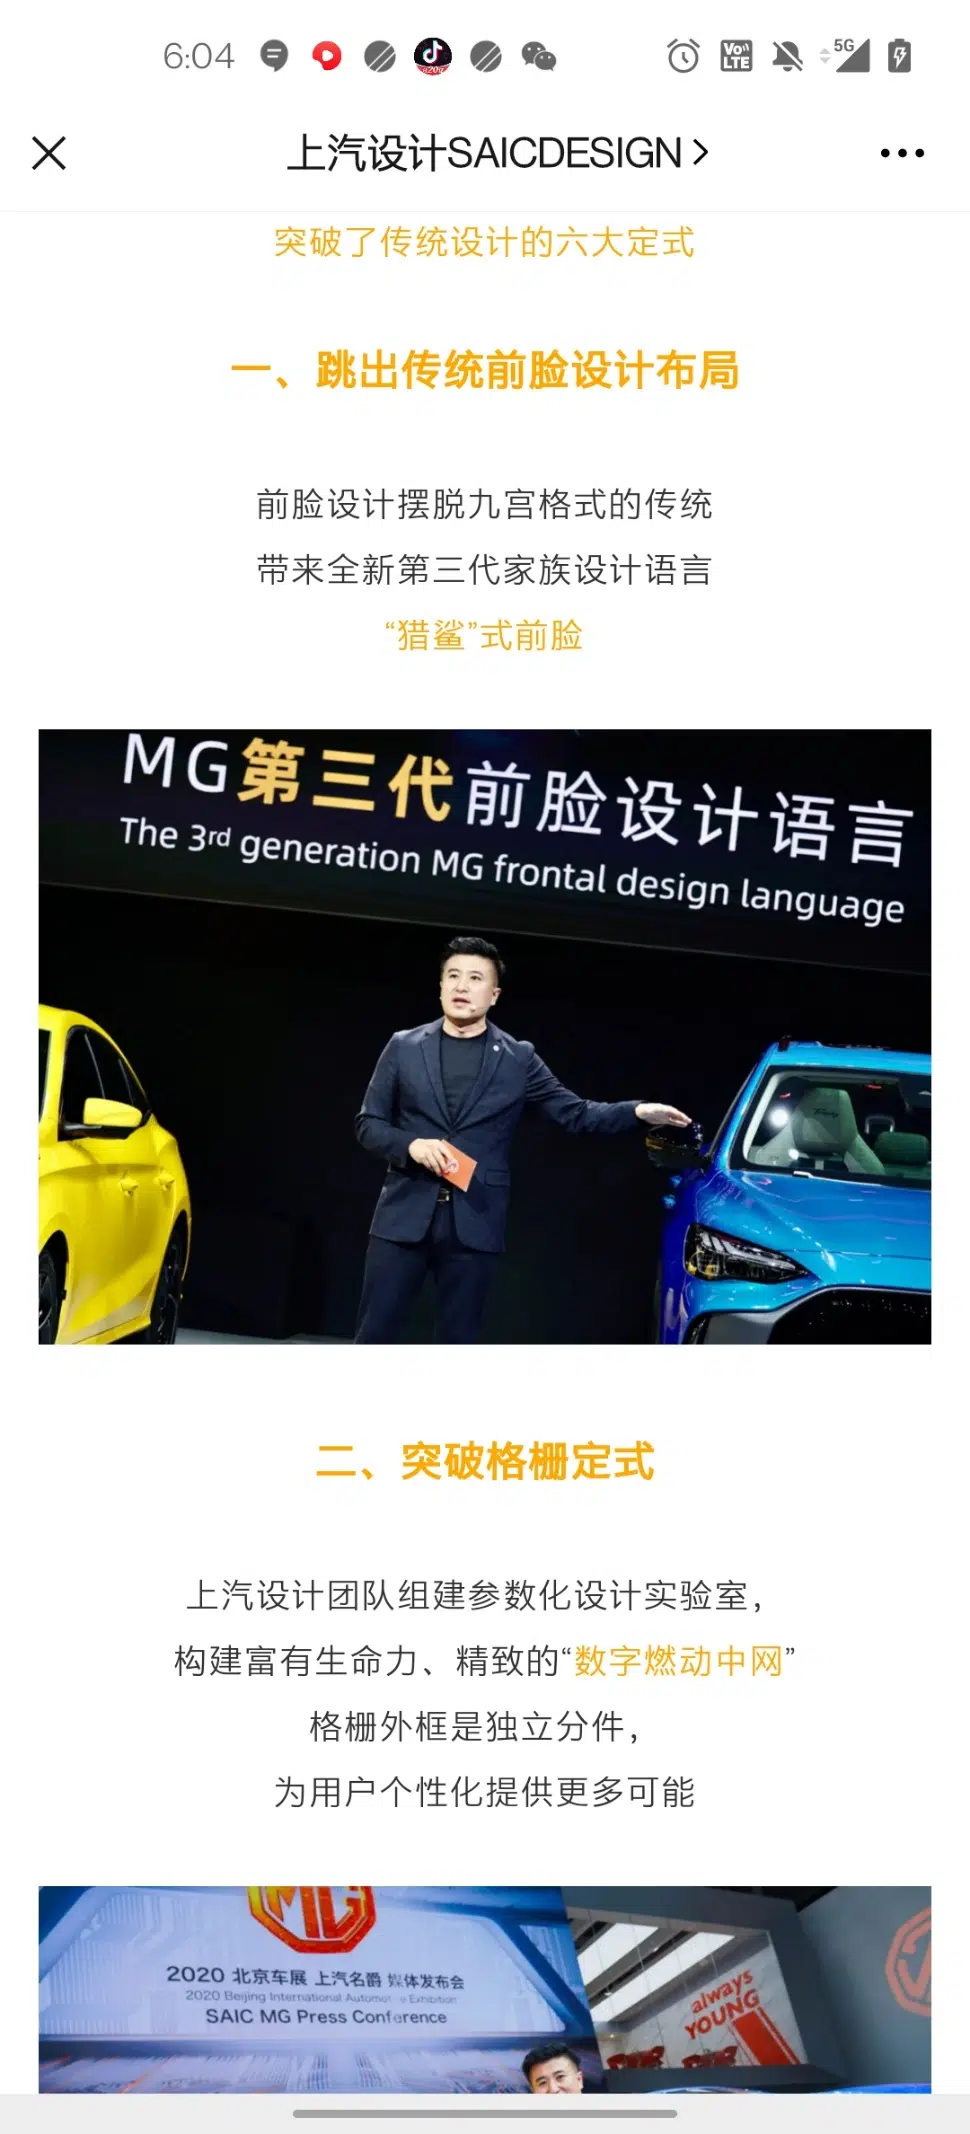 6:04
Vo LTE
5G
上汽设计SAICDESIGN
突破了传统设计的六大定式
一、跳出传统前脸设计布局
前脸设计摆脱九宫格式的传统
带来全新第三代家族设计语言
“猎鲨”式前脸
MG第三代前脸设计语言
The 3rd generation MG frontal design language
二、突破格栅定式
上汽设计团队组建参数化设计实验室，
构建富有生命力、精致的“数字燃动中网”
格栅外框是独立分件，
为用户个性化提供更多可能
MG
2020 北京车展 上汽名爵 媒体发布会
2020 Beijing International Automotive Exhibition
SAIC MG Press Conference
always
YOUNG